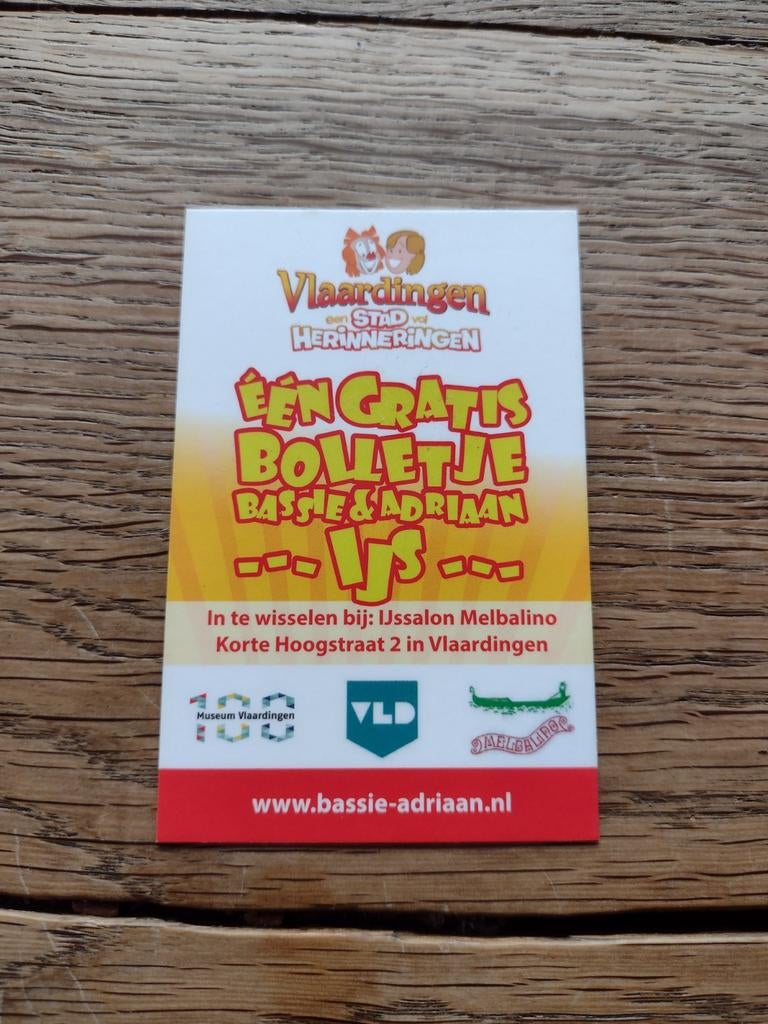 Vlaardingen
een STAD vol
HERINNERINGEN
ÉÉN GRATIS
BOLLETJE
BASSIE & ADRIAAN
--- IJS ---
In te wisselen bij: IJssalon Melbalino
Korte Hoogstraat 2 in Vlaardingen
100
Museum Vlaardingen
VLD
MELBALINO
www.bassie-adriaan.nl